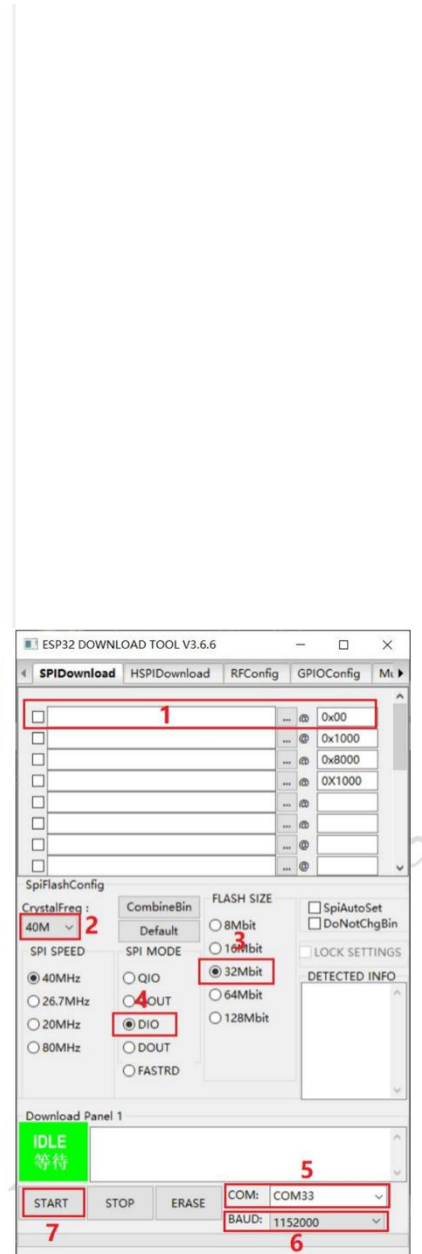 ESP32 DOWNLOAD TOOL V3.6.6
SPIDownload HSPIDownload RFConfig GPIOConfig
1 ... @ 0x00
... @ 0x1000
... @ 0x8000
... @ 0X1000
... @
... @
... @
... @
SpiFlashConfig
CrystalFreq :
40M 2
CombineBin
Default
SPI SPEED
40MHz
26.7MHz
20MHz
80MHz
SPI MODE
QIO
4
DIO
DOUT
FASTRD
FLASH SIZE
8Mbit
3
16Mbit
32Mbit
64Mbit
128Mbit
SpiAutoSet
DoNotChgBin
LOCK SETTINGS
DETECTED INFO
Download Panel 1
IDLE
等待
5
START STOP ERASE COM: COM33
7 BAUD: 1152000
6